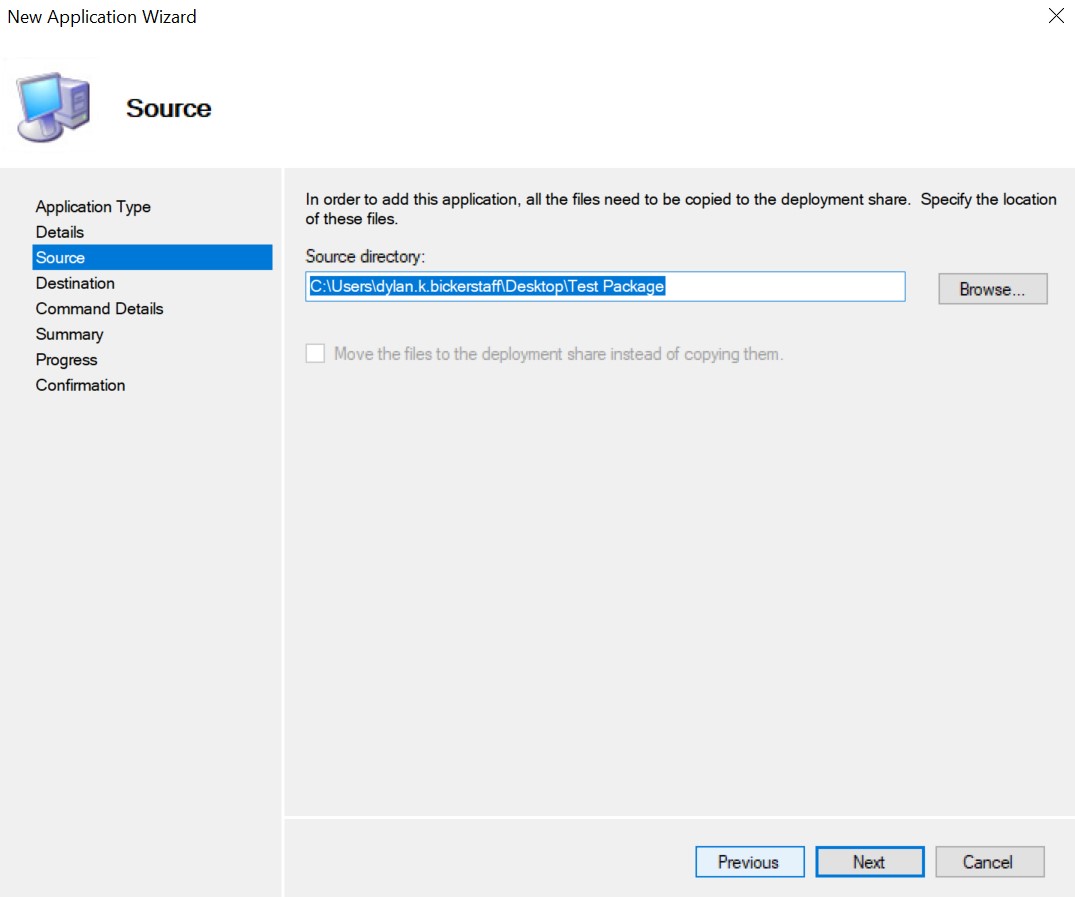 New Application Wizard
Source
Application Type
Details
Source
Destination
Command Details
Summary
Progress
Confirmation
In order to add this application, all the files need to be copied to the deployment share.  Specify the location
of these files.
Source directory:
C:\Users\dylan.k.bickerstaff\Desktop\Test Package
Browse...
Move the files to the deployment share instead of copying them.
Previous
Next
Cancel